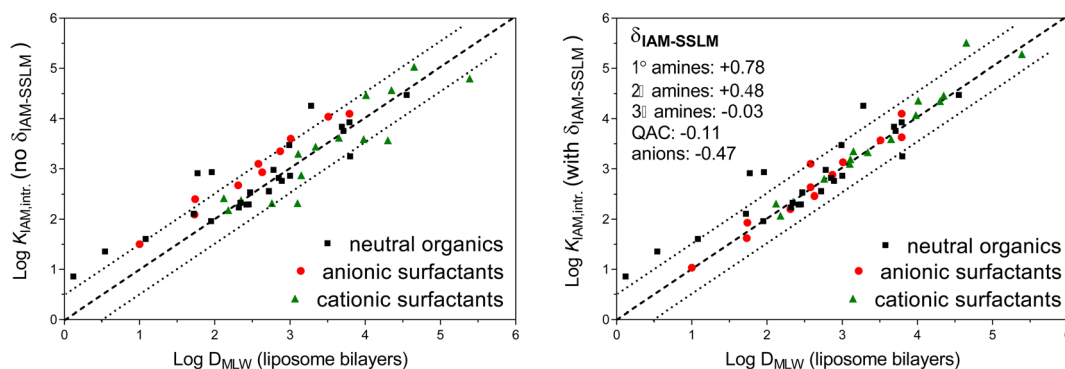 6
5
4
3
2
1
0
Log K_IAM,intr. (no δ_IAM-SSLM)
neutral organics
anionic surfactants
cationic surfactants
0 1 2 3 4 5 6
Log D_MLW (liposome bilayers)
6
5
4
3
2
1
0
Log K_IAM,intr. (with δ_IAM-SSLM)
δ_IAM-SSLM
1° amines: +0.78
2▯ amines: +0.48
3▯ amines: -0.03
QAC: -0.11
anions: -0.47
neutral organics
anionic surfactants
cationic surfactants
0 1 2 3 4 5 6
Log D_MLW (liposome bilayers)